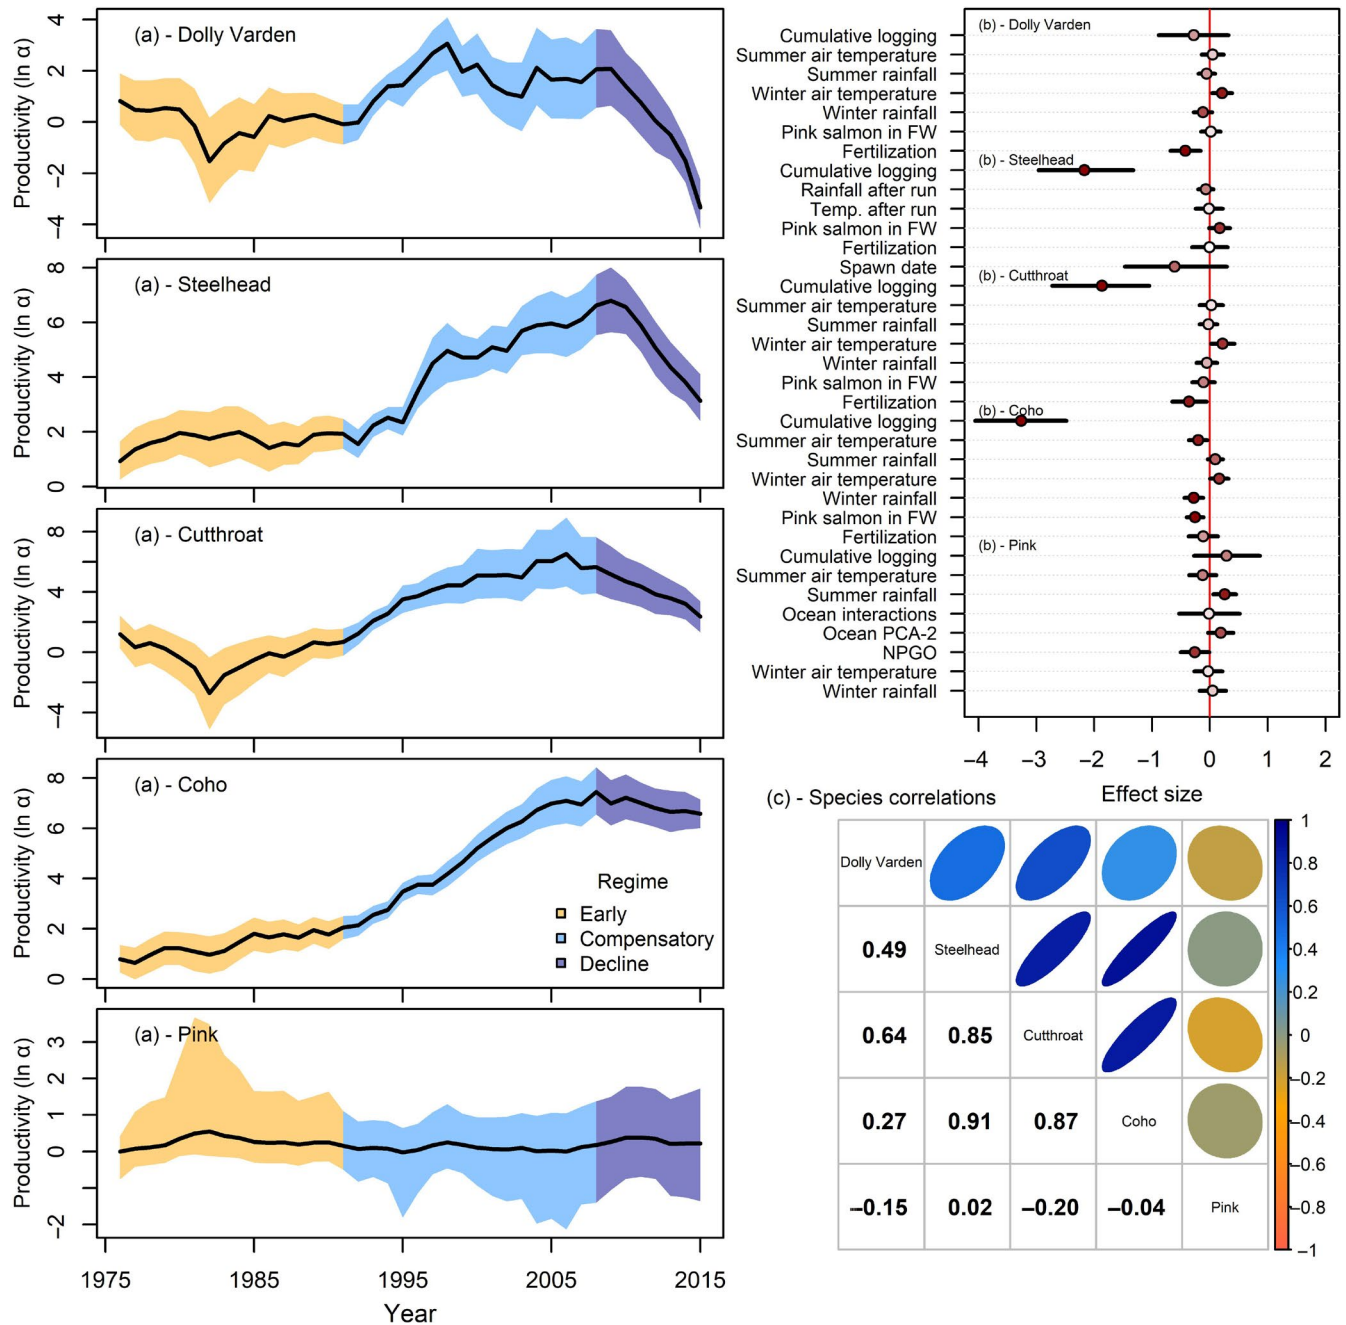 (a) - Dolly Varden
Productivity (ln α)
4
2
0
−2
−4
(a) - Steelhead
Productivity (ln α)
8
6
4
2
0
(a) - Cutthroat
Productivity (ln α)
8
4
0
−4
(a) - Coho
Productivity (ln α)
8
6
4
2
0
Regime
Early
Compensatory
Decline
(a) - Pink
Productivity (ln α)
3
1
0
−2
1975 1985 1995 2005 2015
Year
(b) - Dolly Varden
Cumulative logging
Summer air temperature
Summer rainfall
Winter air temperature
Winter rainfall
Pink salmon in FW
Fertilization
(b) - Steelhead
Cumulative logging
Rainfall after run
Temp. after run
Pink salmon in FW
Fertilization
Spawn date
(b) - Cutthroat
Cumulative logging
Summer air temperature
Summer rainfall
Winter air temperature
Winter rainfall
Pink salmon in FW
Fertilization
(b) - Coho
Cumulative logging
Summer air temperature
Summer rainfall
Winter air temperature
Winter rainfall
Pink salmon in FW
Fertilization
(b) - Pink
Cumulative logging
Summer air temperature
Summer rainfall
Ocean interactions
Ocean PCA-2
NPGO
Winter air temperature
Winter rainfall
−4 −3 −2 −1 0 1 2
Effect size
(c) - Species correlations
Dolly Varden
0.49 Steelhead
0.64 0.85 Cutthroat
0.27 0.91 0.87 Coho
−0.15 0.02 −0.20 −0.04 Pink
1
0.8
0.6
0.4
0.2
0
−0.2
−0.4
−0.6
−0.8
−1